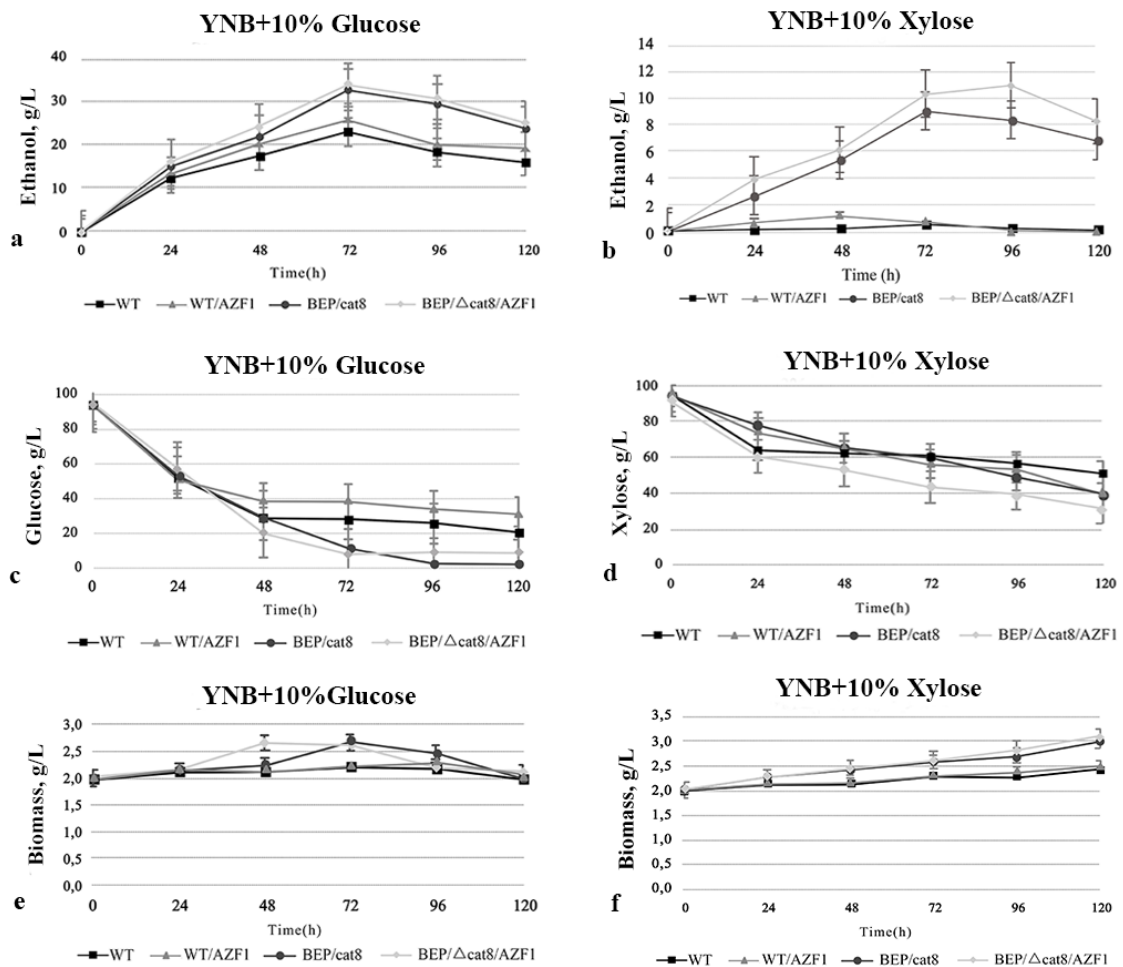 YNB+10% Glucose
Ethanol, g/L
40
30
20
10
0
0 24 48 72 96 120
Time(h)
a
WT WT/AZF1 BEP/cat8 BEP/△cat8/AZF1
YNB+10% Xylose
Ethanol, g/L
14
12
10
8
6
4
2
0
0 24 48 72 96 120
Time (h)
b
WT WT/AZF1 BEP/cat8 BEP/△cat8/AZF1
YNB+10% Glucose
Glucose, g/L
100
80
60
40
20
0
0 24 48 72 96 120
Time(h)
c
WT WT/AZF1 BEP/cat8 BEP/△cat8/AZF1
YNB+10% Xylose
Xylose, g/L
100
80
60
40
20
0
0 24 48 72 96 120
Time(h)
d
WT WT/AZF1 BEP/cat8 BEP/△cat8/AZF1
YNB+10%Glucose
Biomass, g/L
3,0
2,5
2,0
1,5
1,0
0,5
0,0
0 24 48 72 96 120
Time(h)
e
WT WT/AZF1 BEP/cat8 BEP/△cat8/AZF1
YNB+10% Xylose
Biomass, g/L
3,5
3,0
2,5
2,0
1,5
1,0
0,5
0,0
0 24 48 72 96 120
Time(h)
f
WT WT/AZF1 BEP/cat8 BEP/△cat8/AZF1